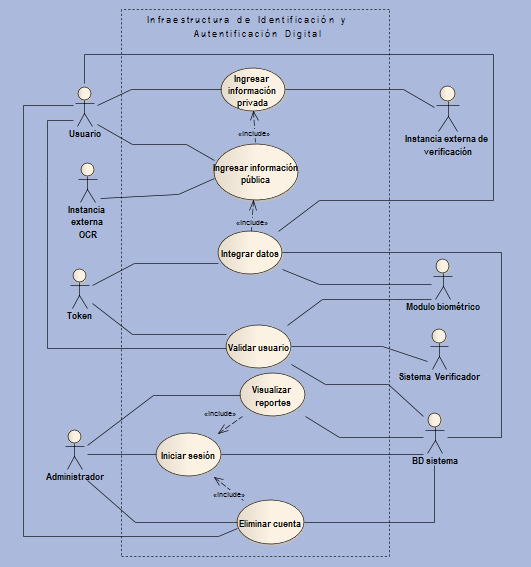 Infraestructura de Identificación y
Autentificación Digital
Ingresar
información
privada
Usuario
«include»
Instancia externa de
verificación
Ingresar información
pública
Instancia
externa
OCR
«include»
Integrar datos
Token
Modulo biométrico
Validar usuario
Sistema Verificador
Visualizar
reportes
«include»
Iniciar sesión
BD sistema
Administrador
«include»
Eliminar cuenta